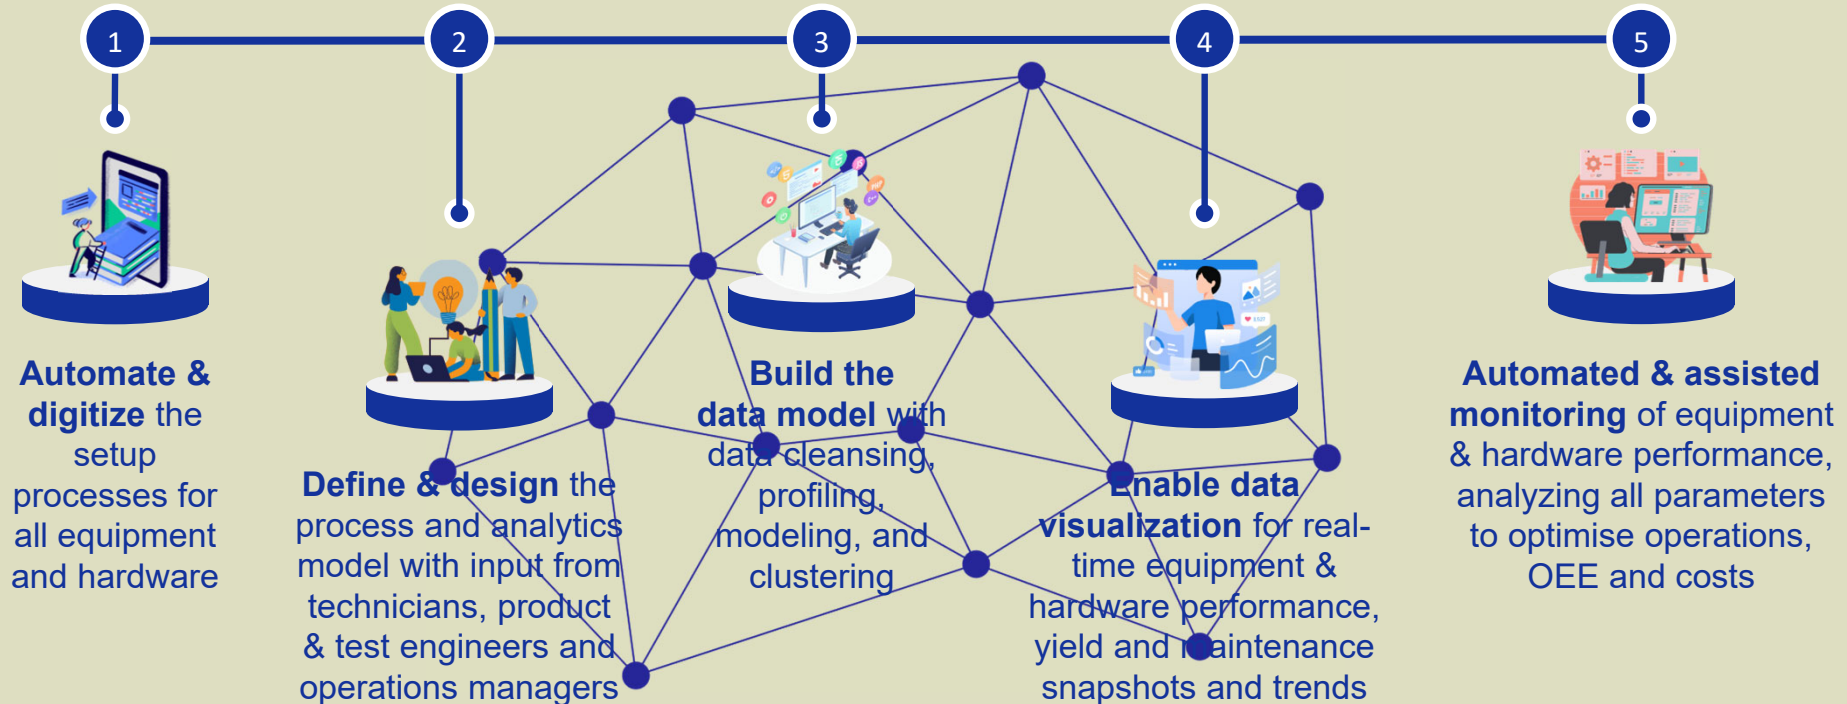 1
Automate &
digitize the
setup
processes for
all equipment
and hardware
2
Define & design the
process and analytics
model with input from
technicians, product
& test engineers and
operations managers
3
Build the
data model with
data cleansing,
profiling,
modeling, and
clustering
4
Enable data
visualization for real-
time equipment &
hardware performance,
yield and maintenance
snapshots and trends
5
Automated & assisted
monitoring of equipment
& hardware performance,
analyzing all parameters
to optimise operations,
OEE and costs